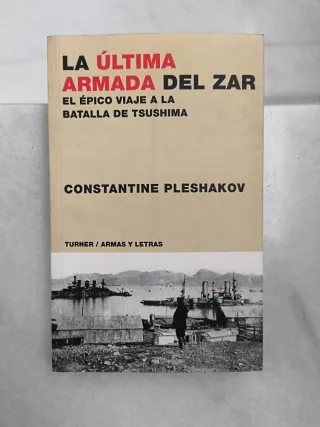 LA ÚLTIMA
ARMADA DEL ZAR
EL ÉPICO VIAJE A LA
BATALLA DE TSUSHIMA
CONSTANTINE PLESHAKOV
TURNER / ARMAS Y LETRAS